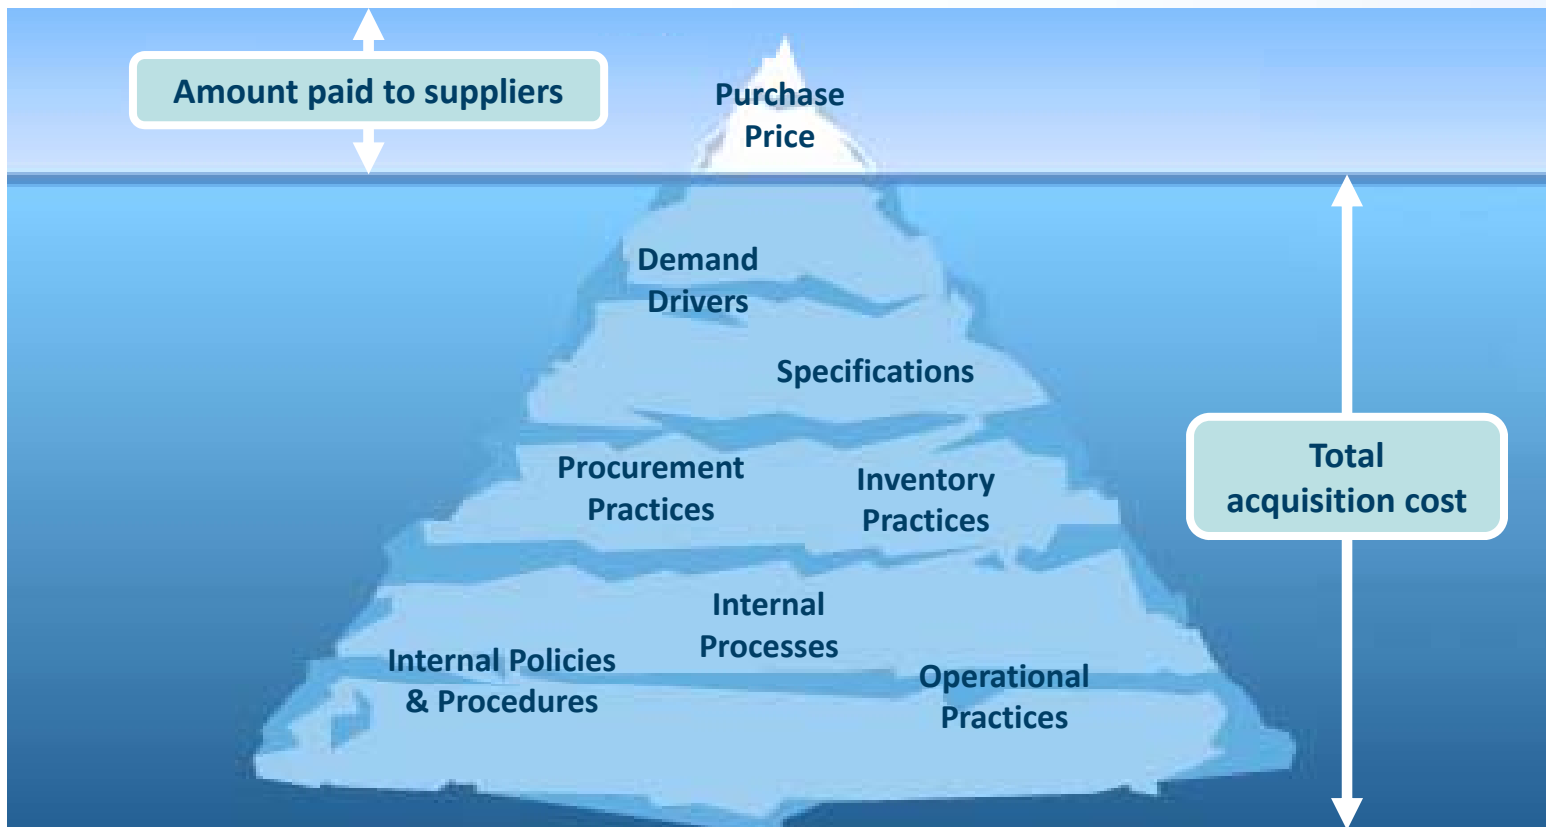 Amount paid to suppliers
Purchase
Price
Demand
Drivers
Specifications
Procurement
Practices
Inventory
Practices
Total
acquisition cost
Internal
Processes
Internal Policies
& Procedures
Operational
Practices